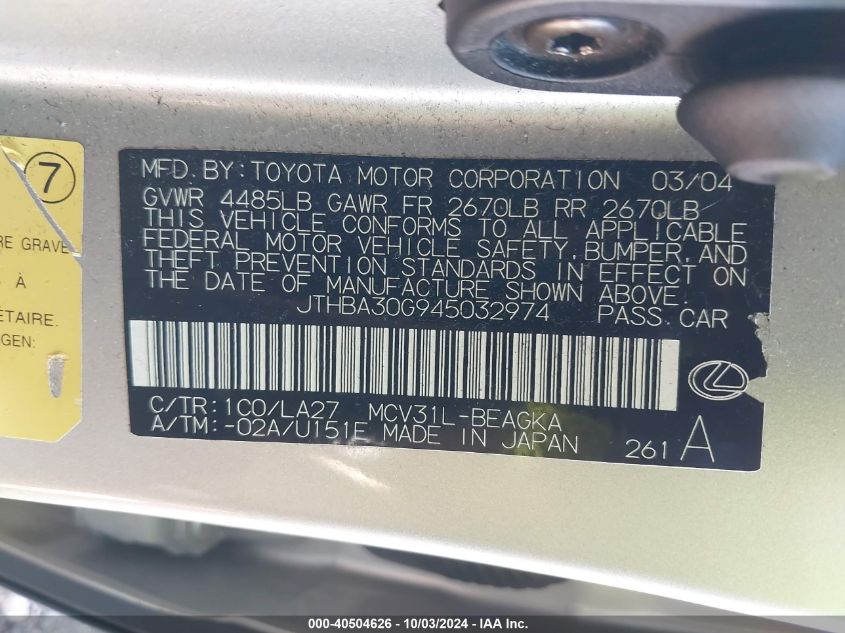 7
RE GRAVE
S À
ÉTAIRE.
GEN:
MFD. BY: TOYOTA MOTOR CORPORATION 03/04
GVWR 4485LB GAWR FR 2670LB RR 2670LB
THIS VEHICLE CONFORMS TO ALL APPLICABLE
FEDERAL MOTOR VEHICLE SAFETY, BUMPER, AND
THEFT PREVENTION STANDARDS IN EFFECT ON
THE DATE OF MANUFACTURE SHOWN ABOVE.
JTHBA30G945032974 PASS. CAR
C/TR: 1C0/LA27 MCV31L-BEAGKA
A/TM:-02A/U151E MADE IN JAPAN
261 A
000-40504626 - 10/03/2024 - IAA Inc.